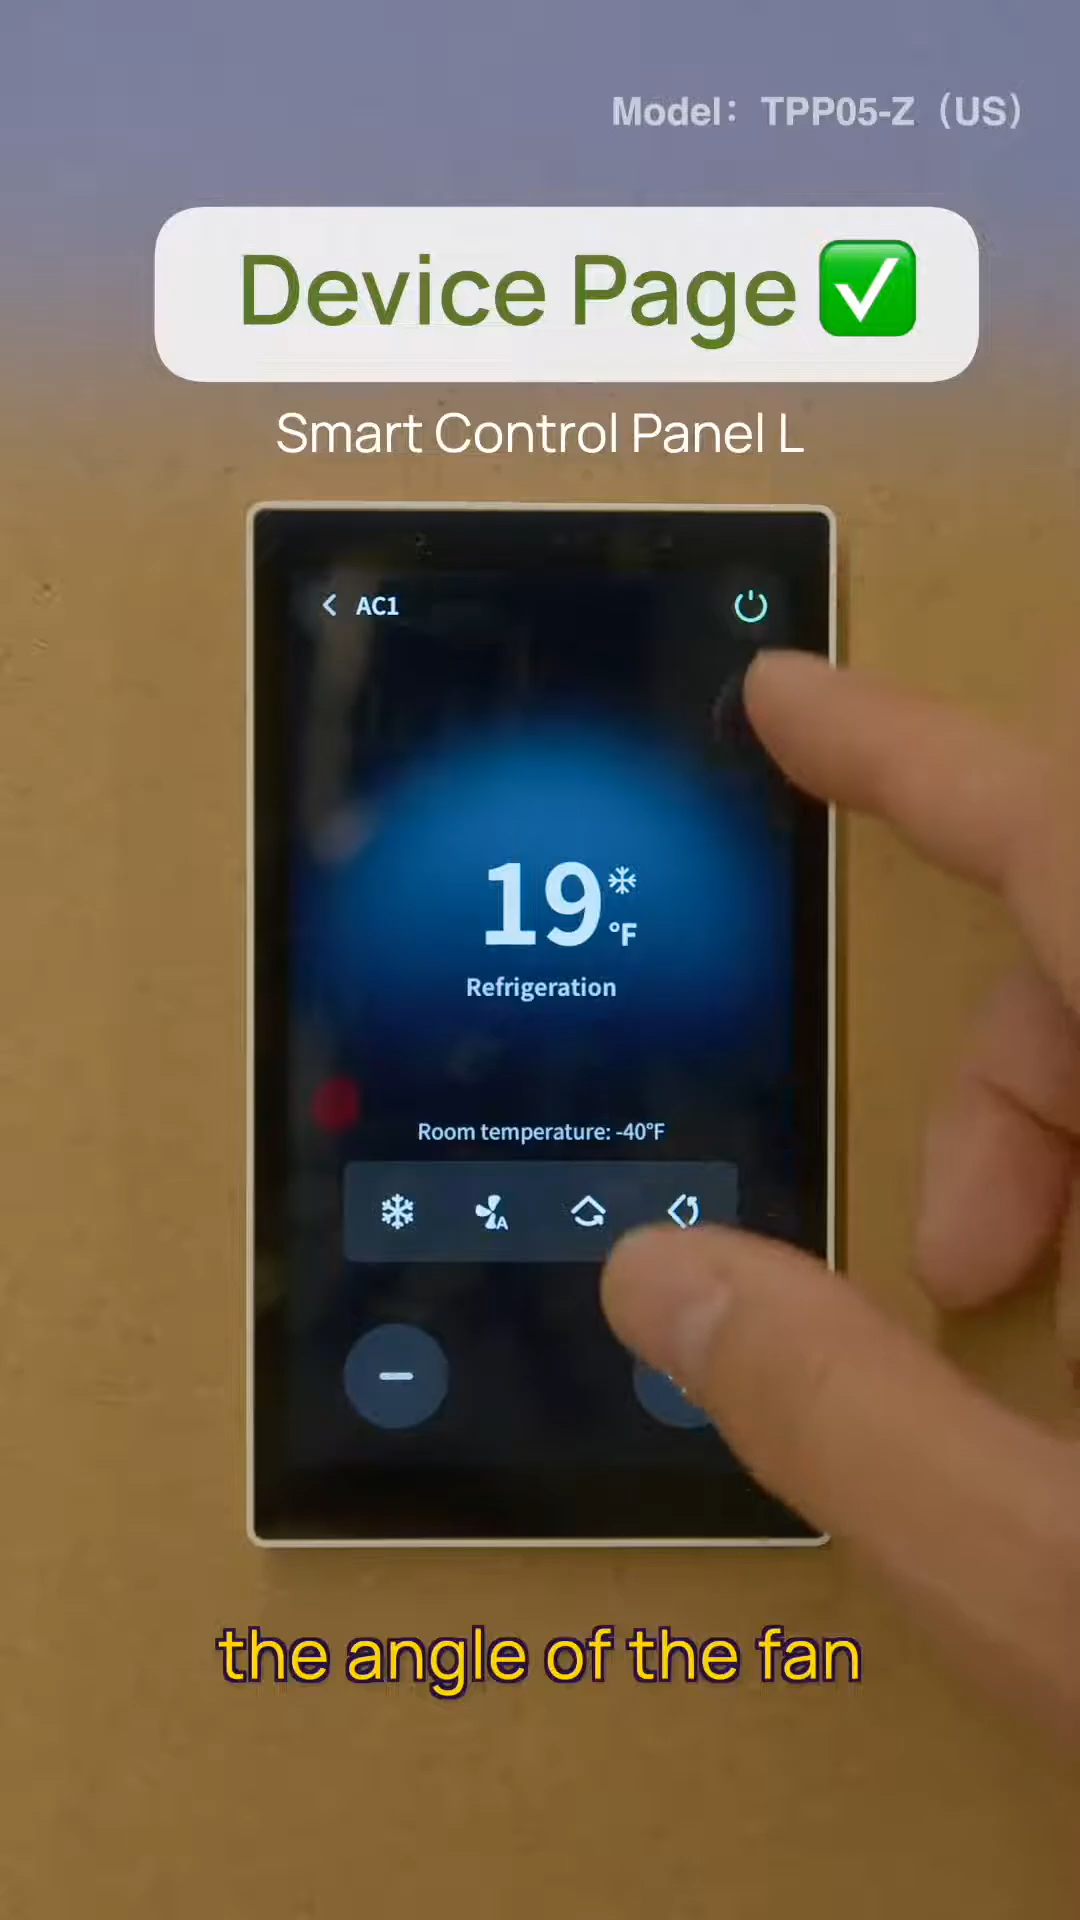 Model: TPP05-Z (US)
Device Page ✅
Smart Control Panel L
AC1
19 °F
Refrigeration
Room temperature: -40°F
A
the angle of the fan